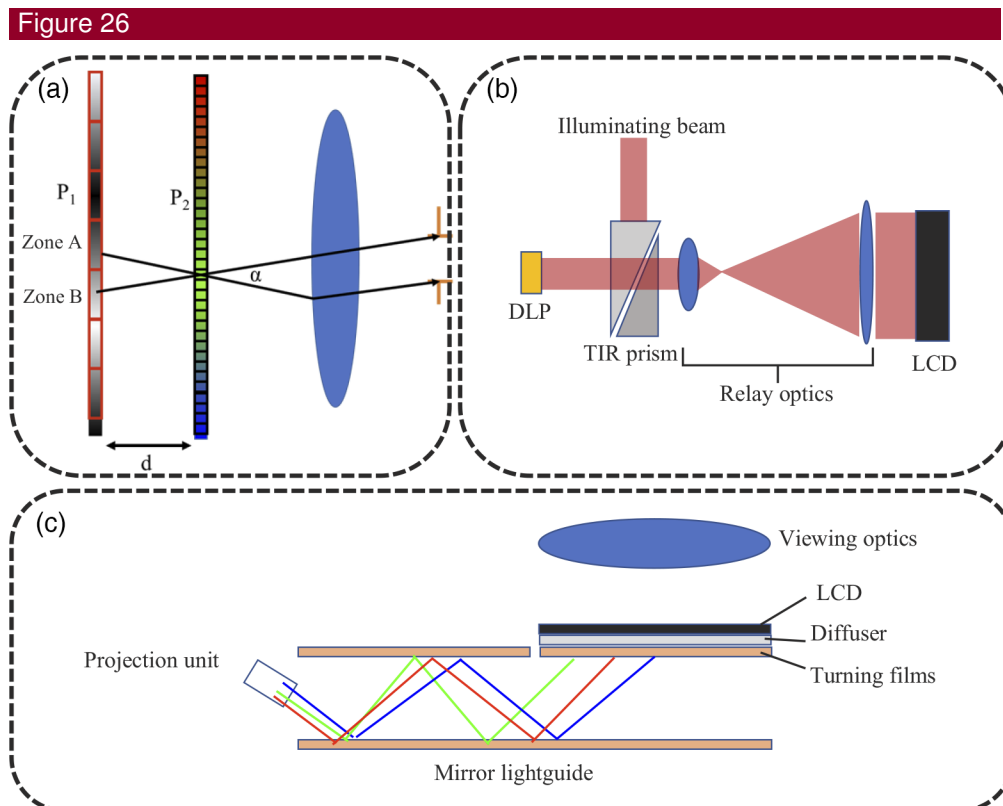 Figure 26
(a)
P1
P2
Zone A
Zone B
α
d
(b)
Illuminating beam
DLP
TIR prism
LCD
Relay optics
(c)
Viewing optics
LCD
Diffuser
Turning films
Projection unit
Mirror lightguide